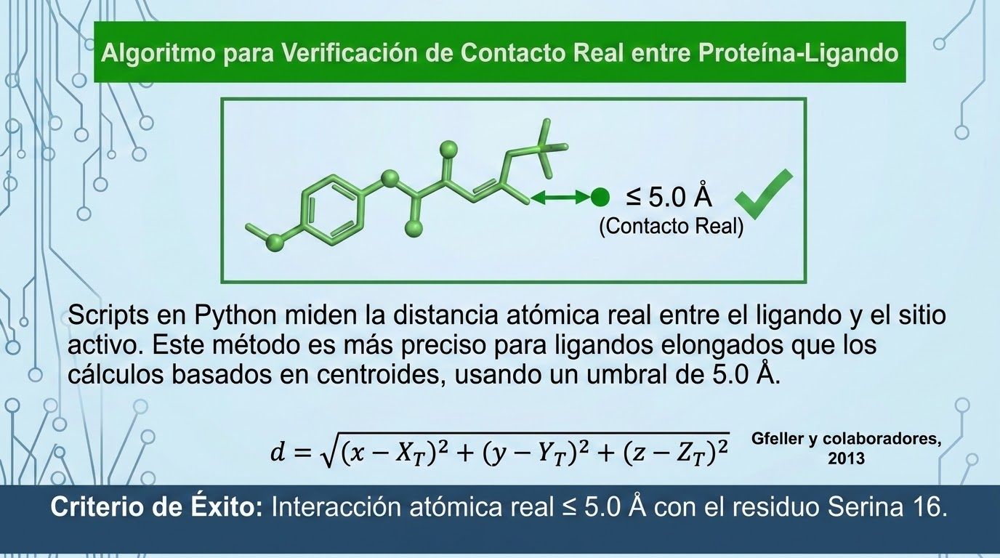 Algoritmo para Verificación de Contacto Real entre Proteína-Ligando
≤ 5.0 Å
(Contacto Real)
Scripts en Python miden la distancia atómica real entre el ligando y el sitio
activo. Este método es más preciso para ligandos elongados que los
cálculos basados en centroides, usando un umbral de 5.0 Å.
d = √(x − X_T)² + (y − Y_T)² + (z − Z_T)²
Gfeller y colaboradores,
2013
Criterio de Éxito: Interacción atómica real ≤ 5.0 Å con el residuo Serina 16.